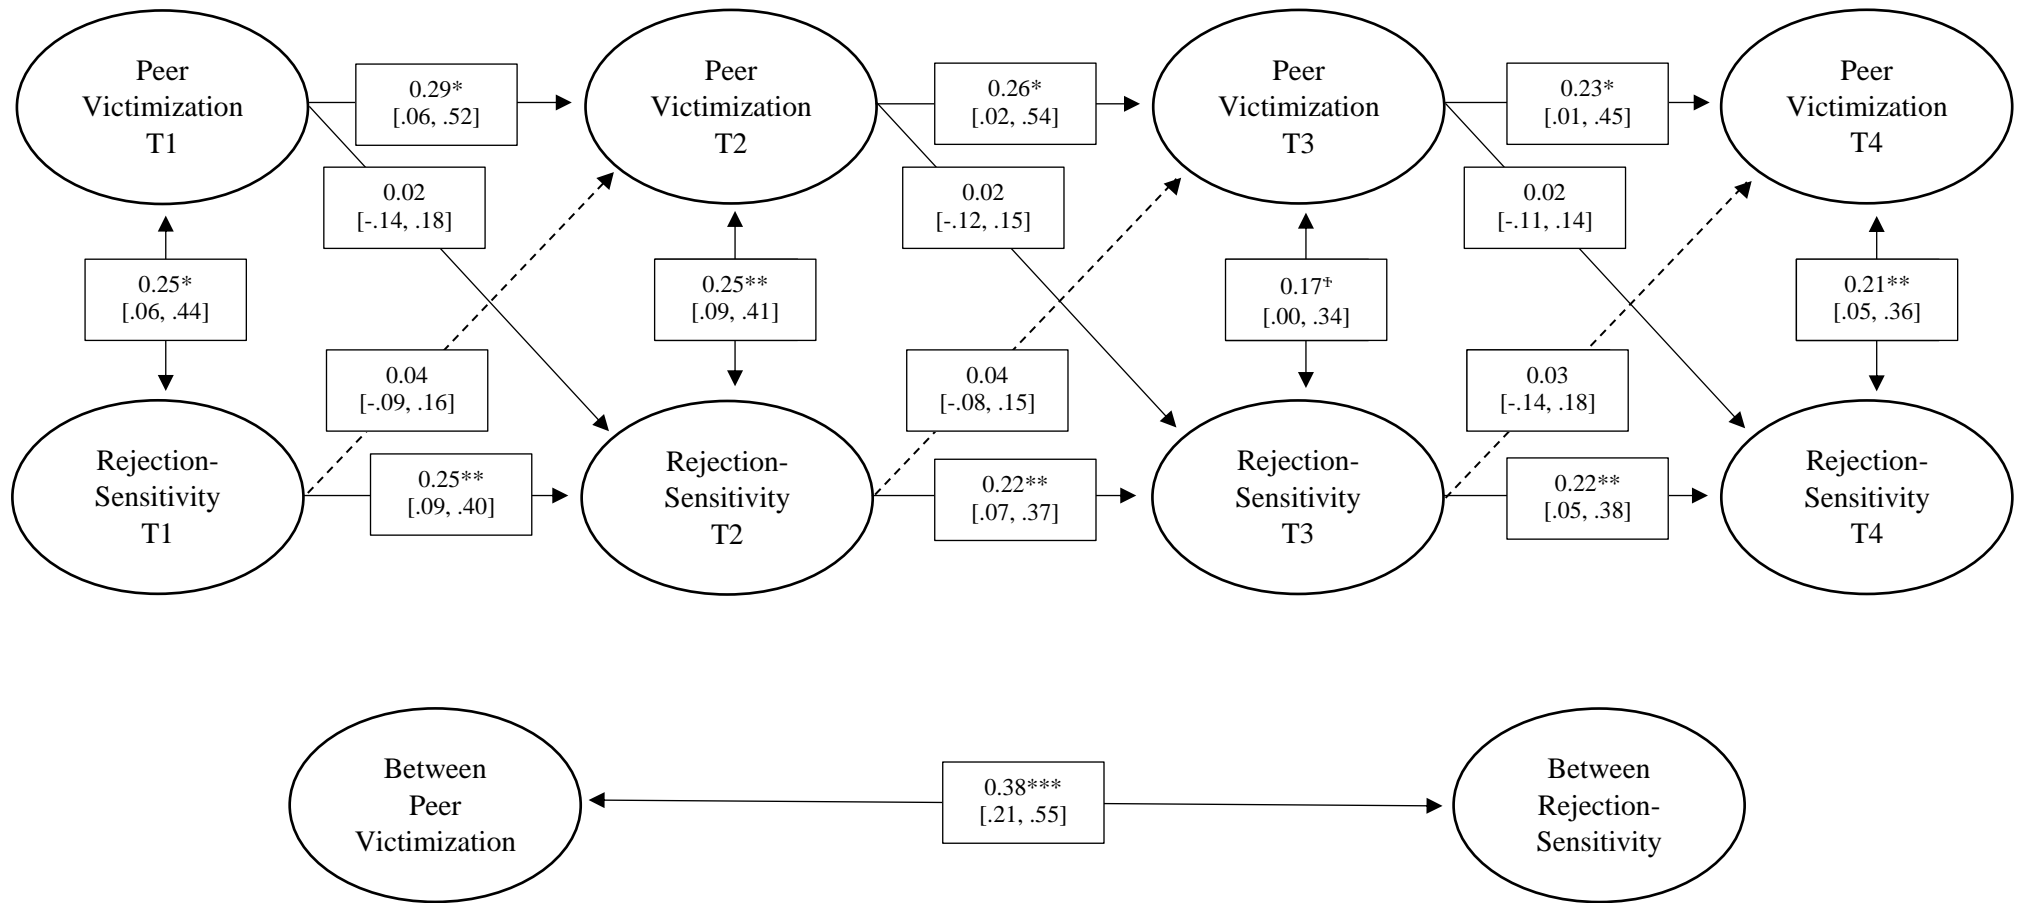 Peer
Victimization
T1
0.29*
[.06, .52]
Peer
Victimization
T2
0.26*
[.02, .54]
Peer
Victimization
T3
0.23*
[.01, .45]
Peer
Victimization
T4
0.02
[-.14, .18]
0.02
[-.12, .15]
0.02
[-.11, .14]
0.25*
[.06, .44]
0.25**
[.09, .41]
0.17⸸
[.00, .34]
0.21**
[.05, .36]
0.04
[-.09, .16]
0.04
[-.08, .15]
0.03
[-.14, .18]
Rejection-
Sensitivity
T1
0.25**
[.09, .40]
Rejection-
Sensitivity
T2
0.22**
[.07, .37]
Rejection-
Sensitivity
T3
0.22**
[.05, .38]
Rejection-
Sensitivity
T4
Between
Peer
Victimization
0.38***
[.21, .55]
Between
Rejection-
Sensitivity